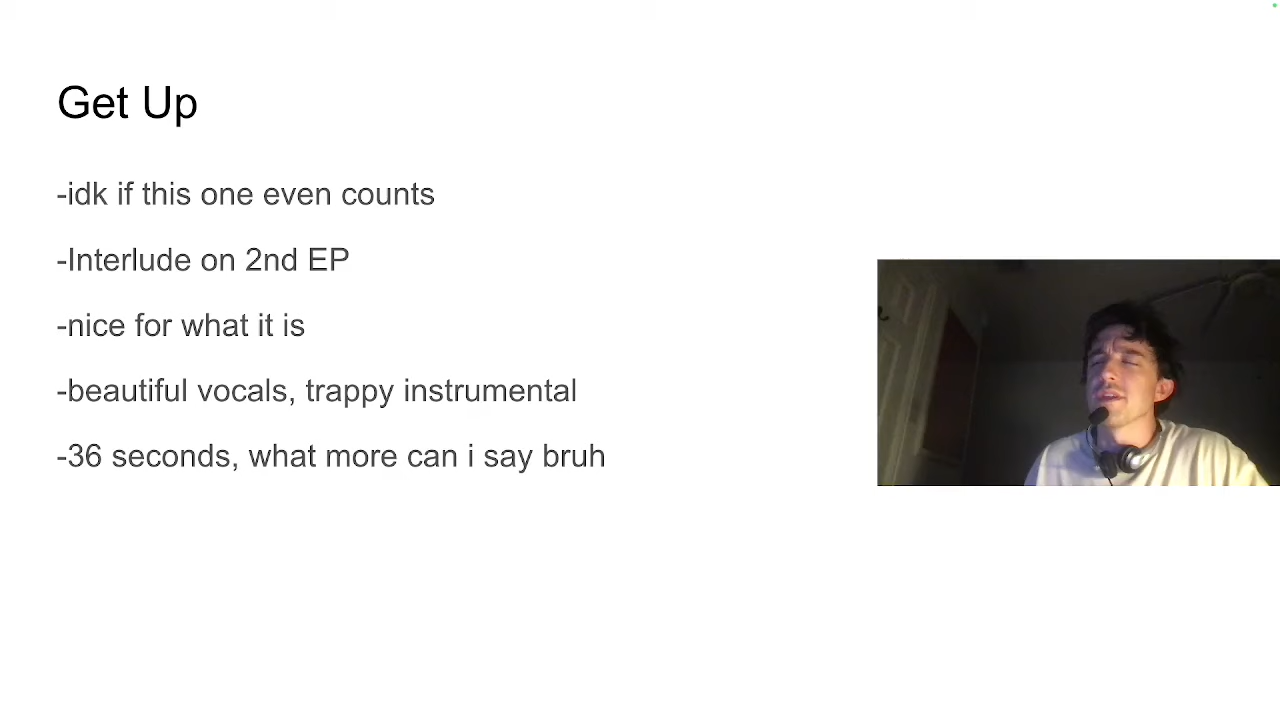 Get Up
-idk if this one even counts
-Interlude on 2nd EP
-nice for what it is
-beautiful vocals, trappy instrumental
-36 seconds, what more can i say bruh